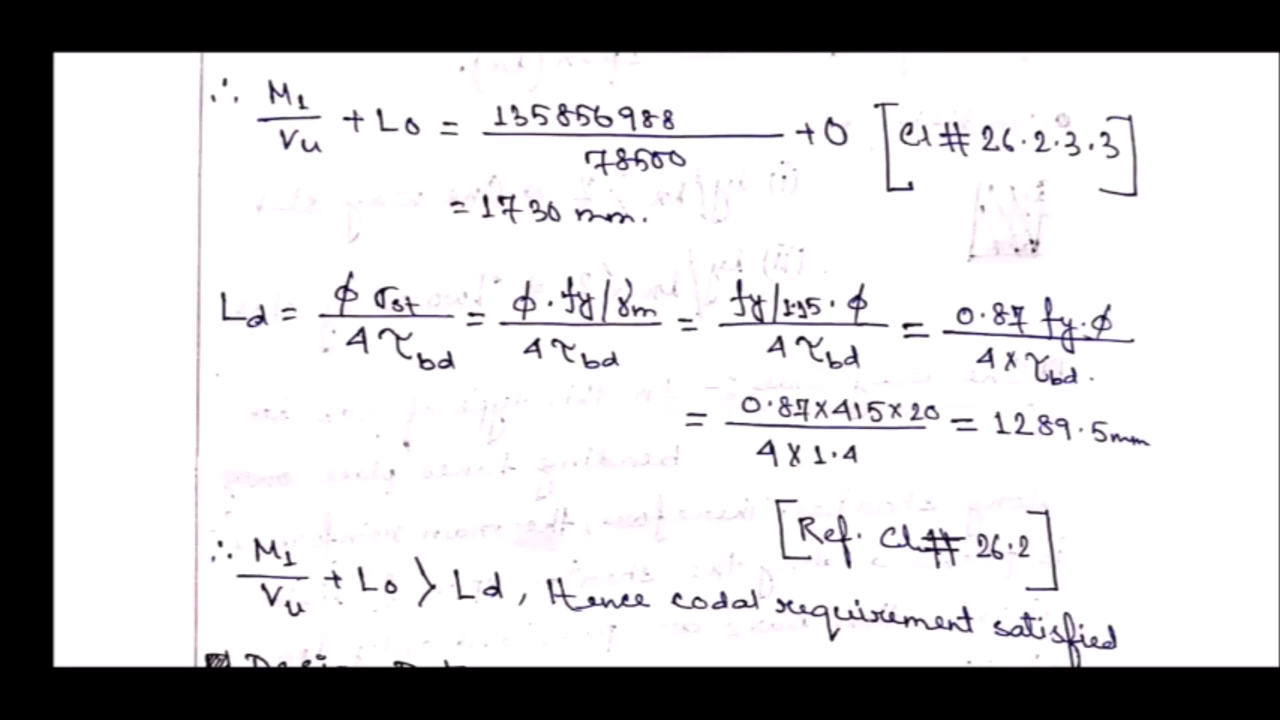 ∴ M1/Vu + Lo = 135856988/78500 + 0 [Cl# 26.2.3.3]
= 1730 mm.
Ld = ϕ σst/4 τbd = ϕ · fy/γm/4 τbd = fy/1.15 · ϕ/4 τbd = 0.87 fy · ϕ/4 × τbd.
= 0.87×415×20/4 × 1.4 = 1289.5mm
[Ref. Cl# 26.2]
∴ M1/Vu + Lo > Ld, Hence codal requirement satisfied